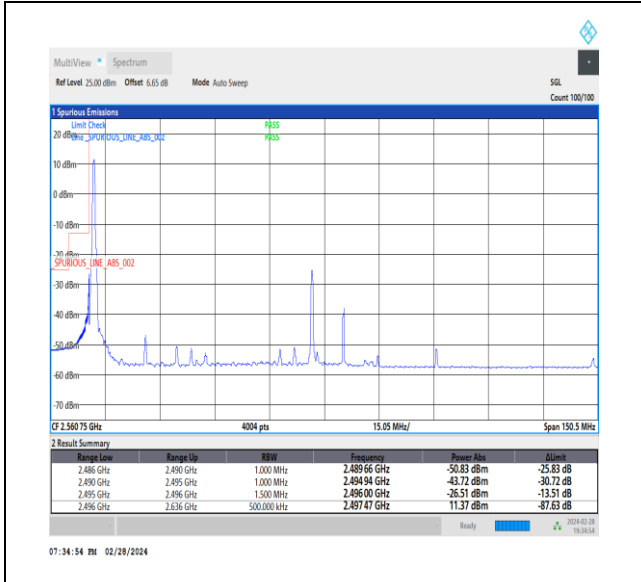 MultiView Spectrum
Ref Level 25.00 dBm Offset 6.65 dB Mode Auto Sweep SGL
Count 100/100
1 Spurious Emissions
Limit Check PASS
20 dBm
Line _SPURIOUS_LINE_ABS_002 PASS
10 dBm
0 dBm
-10 dBm
-20 dBm
_SPURIOUS_LINE_ABS_002
-30 dBm
-40 dBm
-50 dBm
-60 dBm
-70 dBm
CF 2.560 75 GHz 4004 pts 15.05 MHz/ Span 150.5 MHz
2 Result Summary
Range Low Range Up RBW Frequency Power Abs ΔLimit
2.486 GHz 2.490 GHz 1.000 MHz 2.489 66 GHz -50.83 dBm -25.83 dB
2.490 GHz 2.495 GHz 1.000 MHz 2.494 94 GHz -43.72 dBm -30.72 dB
2.495 GHz 2.496 GHz 1.500 MHz 2.496 00 GHz -26.51 dBm -13.51 dB
2.496 GHz 2.636 GHz 500.000 kHz 2.497 47 GHz 11.37 dBm -87.63 dB
Ready 2024-02-28
19:34:54
07:34:54 PM 02/28/2024